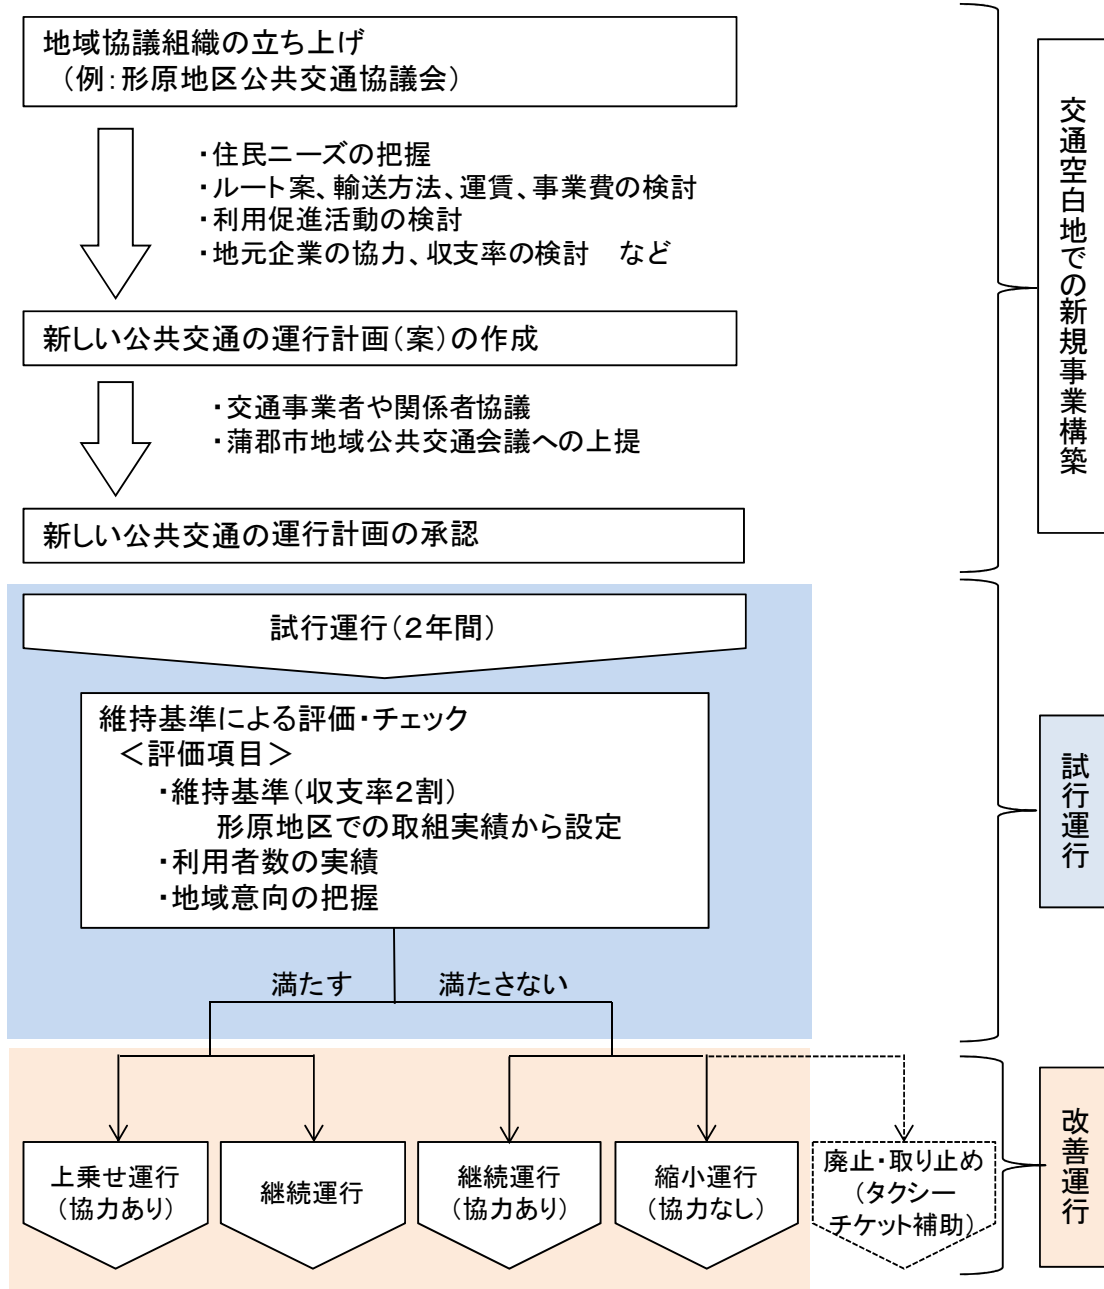 地域協議組織の立ち上げ
（例：形原地区公共交通協議会）
・住民ニーズの把握
・ルート案、輸送方法、運賃、事業費の検討
・利用促進活動の検討
・地元企業の協力、収支率の検討　など
新しい公共交通の運行計画（案）の作成
・交通事業者や関係者協議
・蒲郡市地域公共交通会議への上提
新しい公共交通の運行計画の承認
交通空白地での新規事業構築
試行運行（２年間）
維持基準による評価・チェック
＜評価項目＞
・維持基準（収支率２割）
形原地区での取組実績から設定
・利用者数の実績
・地域意向の把握
満たす
満たさない
試行運行
上乗せ運行
（協力あり）
継続運行
継続運行
（協力あり）
縮小運行
（協力なし）
廃止・取り止め
（タクシー
チケット補助）
改善運行